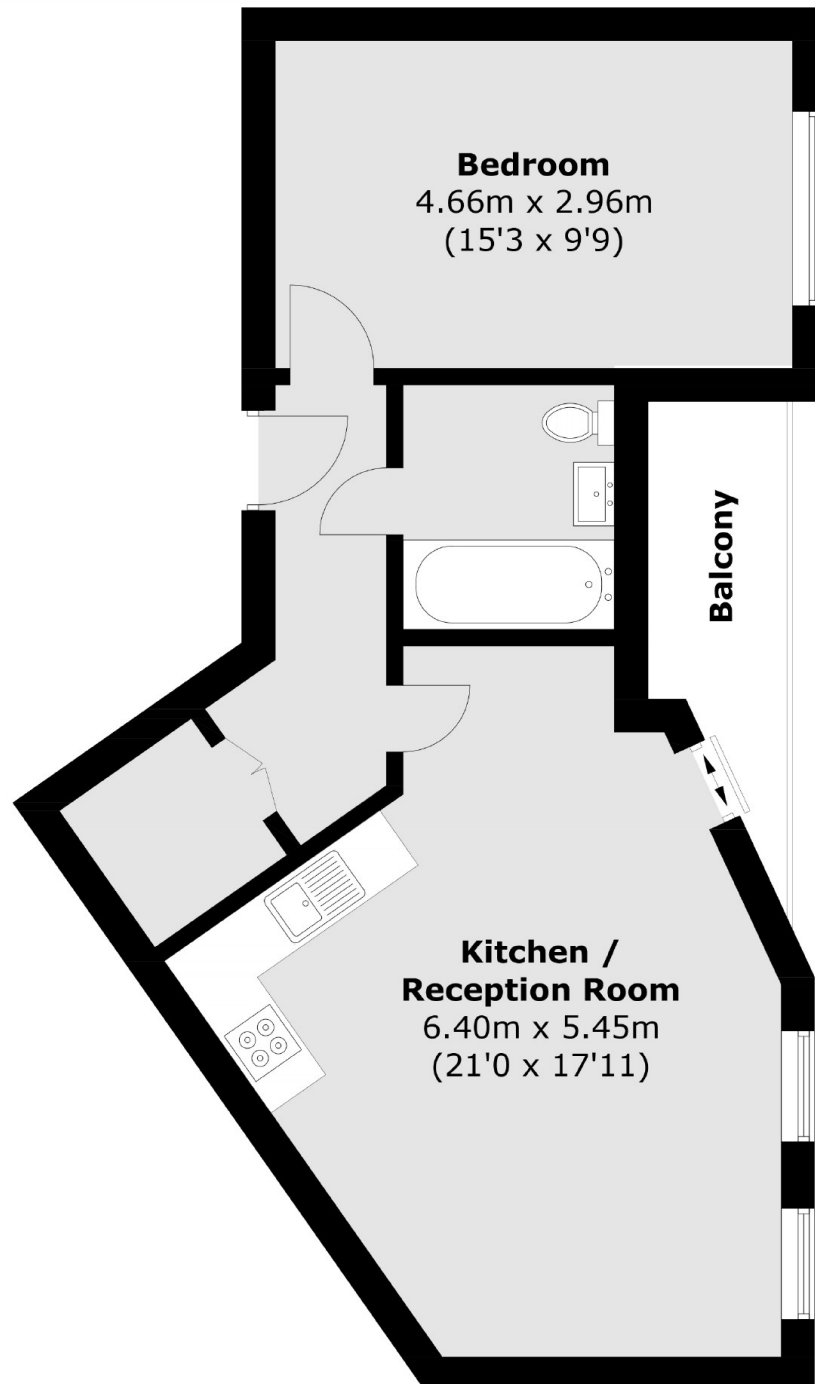 Bedroom
4.66m x 2.96m
(15'3 x 9'9)
Balcony
Kitchen /
Reception Room
6.40m x 5.45m
(21'0 x 17'11)